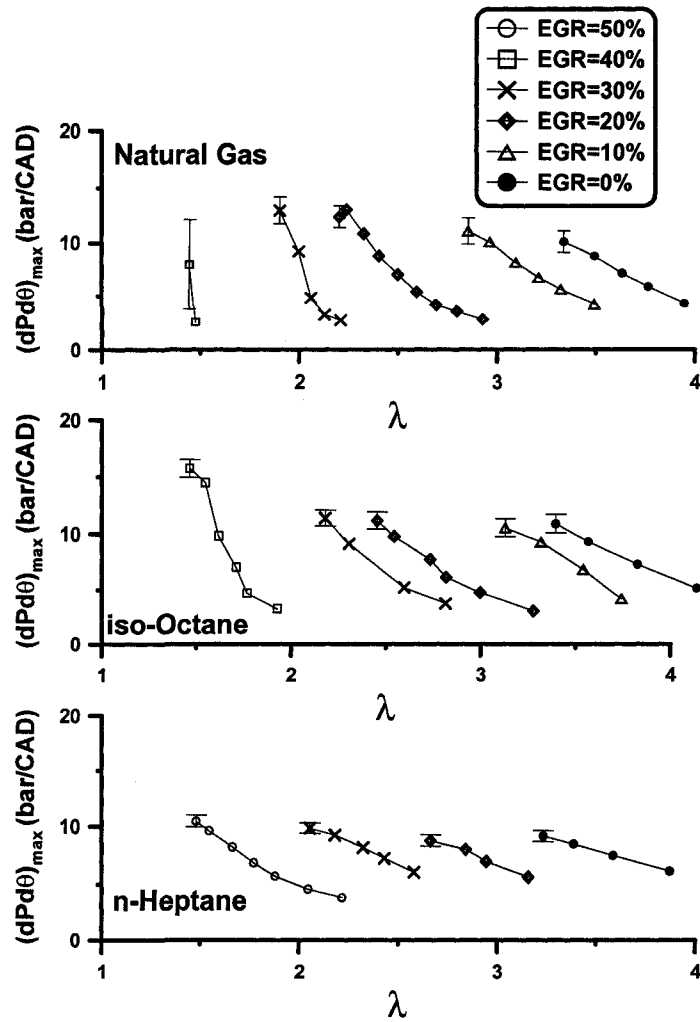 EGR=50%
EGR=40%
EGR=30%
EGR=20%
EGR=10%
EGR=0%
20
10
0
(dPdθ)max (bar/CAD)
Natural Gas
1 2 3 4
λ
20
10
0
(dPdθ)max (bar/CAD)
iso-Octane
1 2 3 4
λ
20
10
0
(dPdθ)max (bar/CAD)
n-Heptane
1 2 3 4
λ